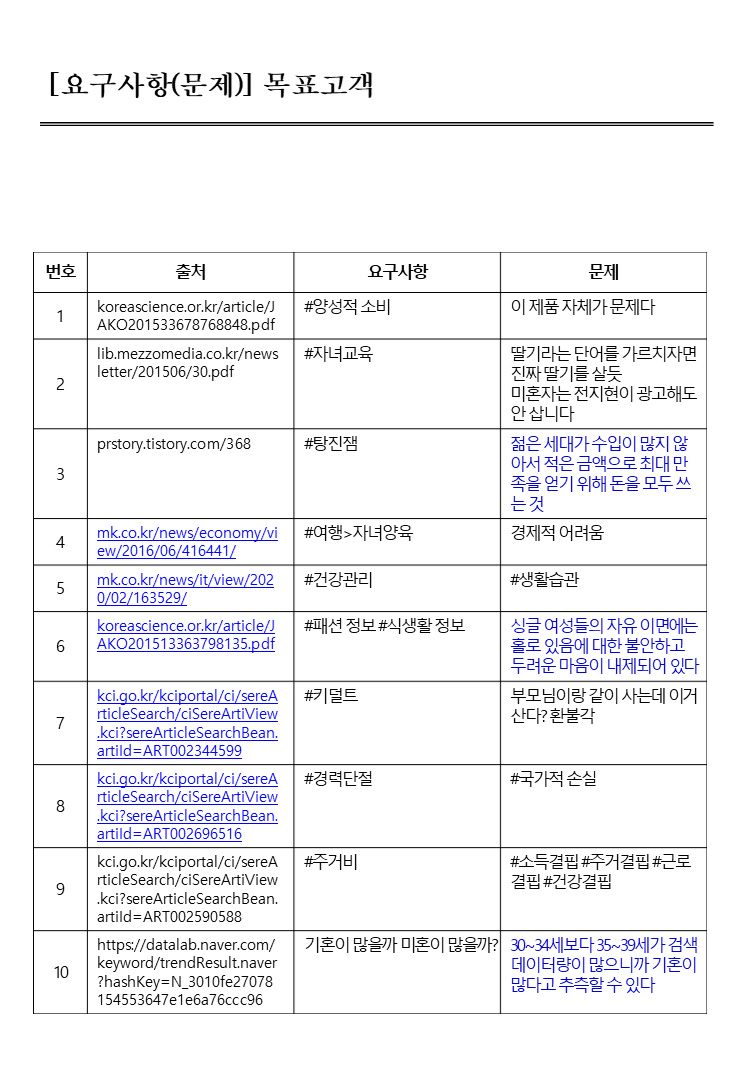 [요구사항(문제)] 목표고객
번호 출처 요구사항 문제
1 koreascience.or.kr/article/J #양성적 소비 이 제품 자체가 문제다
AKO201533678768848.pdf
2 lib.mezzomedia.co.kr/news #자녀교육 딸기라는 단어를 가르치자면
letter/201506/30.pdf 진짜 딸기를 살듯
미혼자는 전지현이 광고해도
안 삽니다
3 prstory.tistory.com/368 #탕진잼 젊은 세대가 수입이 많지 않
아서 적은 금액으로 최대 만
족을 얻기 위해 돈을 모두 쓰
는 것
4 mk.co.kr/news/economy/vi #여행>자녀양육 경제적 어려움
ew/2016/06/416441/
5 mk.co.kr/news/it/view/202 #건강관리 #생활습관
0/02/163529/
6 koreascience.or.kr/article/J #패션 정보 #식생활 정보 싱글 여성들의 자유 이면에는
AKO201513363798135.pdf 홀로 있음에 대한 불안하고
두려운 마음이 내제되어 있다
7 kci.go.kr/kciportal/ci/sereA #키덜트 부모님이랑 같이 사는데 이거
rticleSearch/ciSereArtiView 산다? 환불각
.kci?sereArticleSearchBean.
artiId=ART002344599
8 kci.go.kr/kciportal/ci/sereA #경력단절 #국가적 손실
rticleSearch/ciSereArtiView
.kci?sereArticleSearchBean.
artiId=ART002696516
9 kci.go.kr/kciportal/ci/sereA #주거비 #소득결핍 #주거결핍 #근로
rticleSearch/ciSereArtiView 결핍 #건강결핍
.kci?sereArticleSearchBean.
artiId=ART002590588
10 https://datalab.naver.com/ 기혼이 많을까 미혼이 많을까? 30~34세보다 35~39세가 검색
keyword/trendResult.naver 데이터량이 많으니까 기혼이
?hashKey=N_3010fe27078 많다고 추측할 수 있다
154553647e1e6a76ccc96